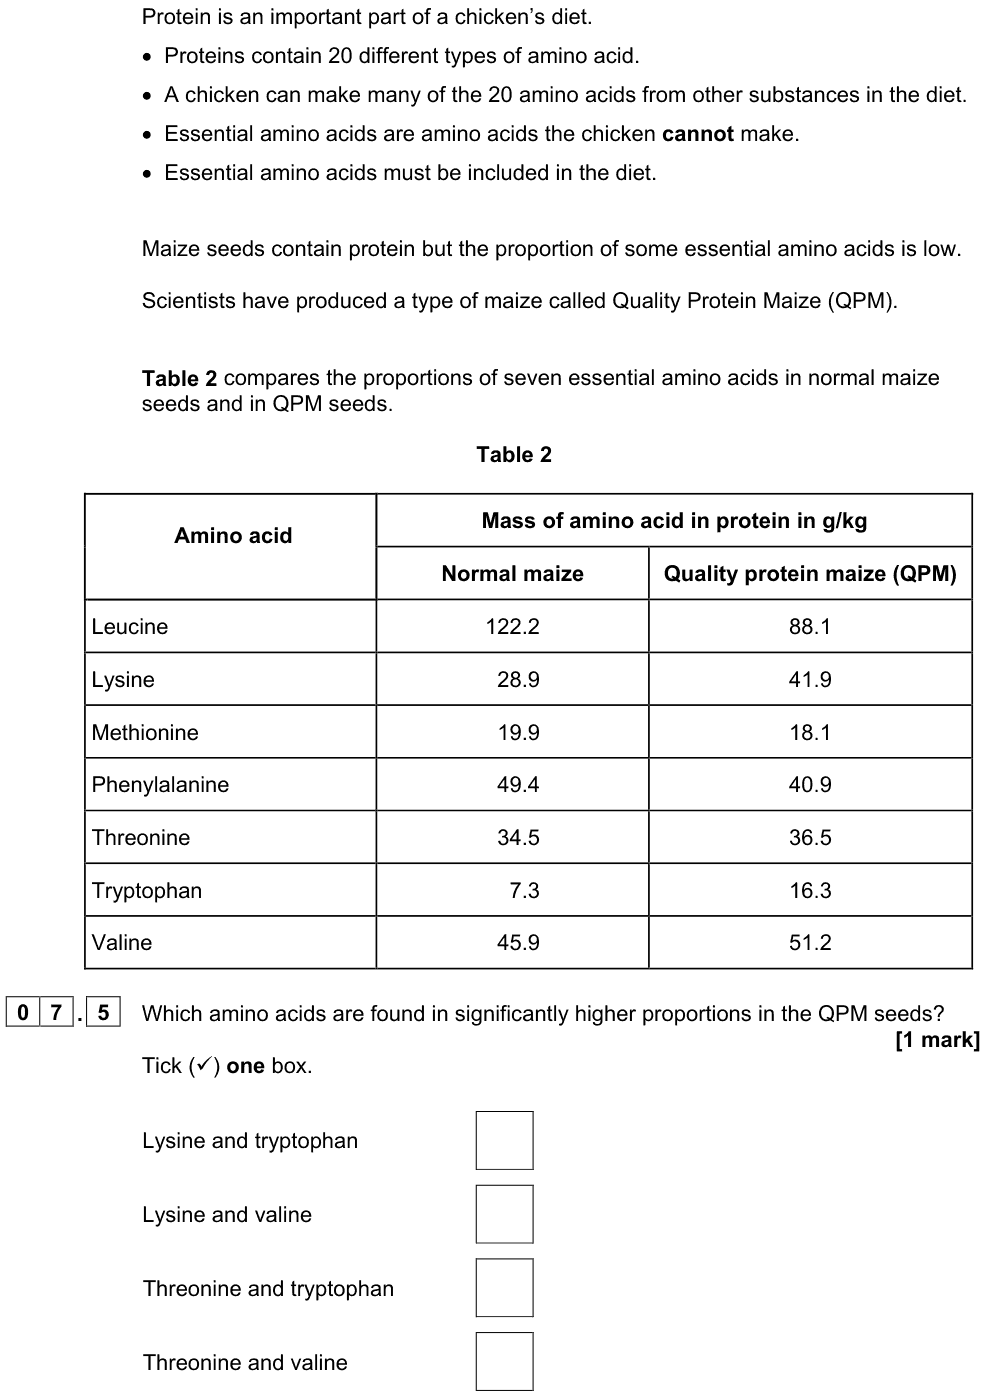 Protein is an important part of a chicken’s diet.
• Proteins contain 20 different types of amino acid.
• A chicken can make many of the 20 amino acids from other substances in the diet.
• Essential amino acids are amino acids the chicken cannot make.
• Essential amino acids must be included in the diet.
Maize seeds contain protein but the proportion of some essential amino acids is low.
Scientists have produced a type of maize called Quality Protein Maize (QPM).
Table 2 compares the proportions of seven essential amino acids in normal maize
seeds and in QPM seeds.
Table 2
Amino acid
Mass of amino acid in protein in g/kg
Normal maize Quality protein maize (QPM)
Leucine 122.2 88.1
Lysine 28.9 41.9
Methionine 19.9 18.1
Phenylalanine 49.4 40.9
Threonine 34.5 36.5
Tryptophan 7.3 16.3
Valine 45.9 51.2
0 7 . 5 Which amino acids are found in significantly higher proportions in the QPM seeds?
[1 mark]
Tick (✓) one box.
Lysine and tryptophan
Lysine and valine
Threonine and tryptophan
Threonine and valine